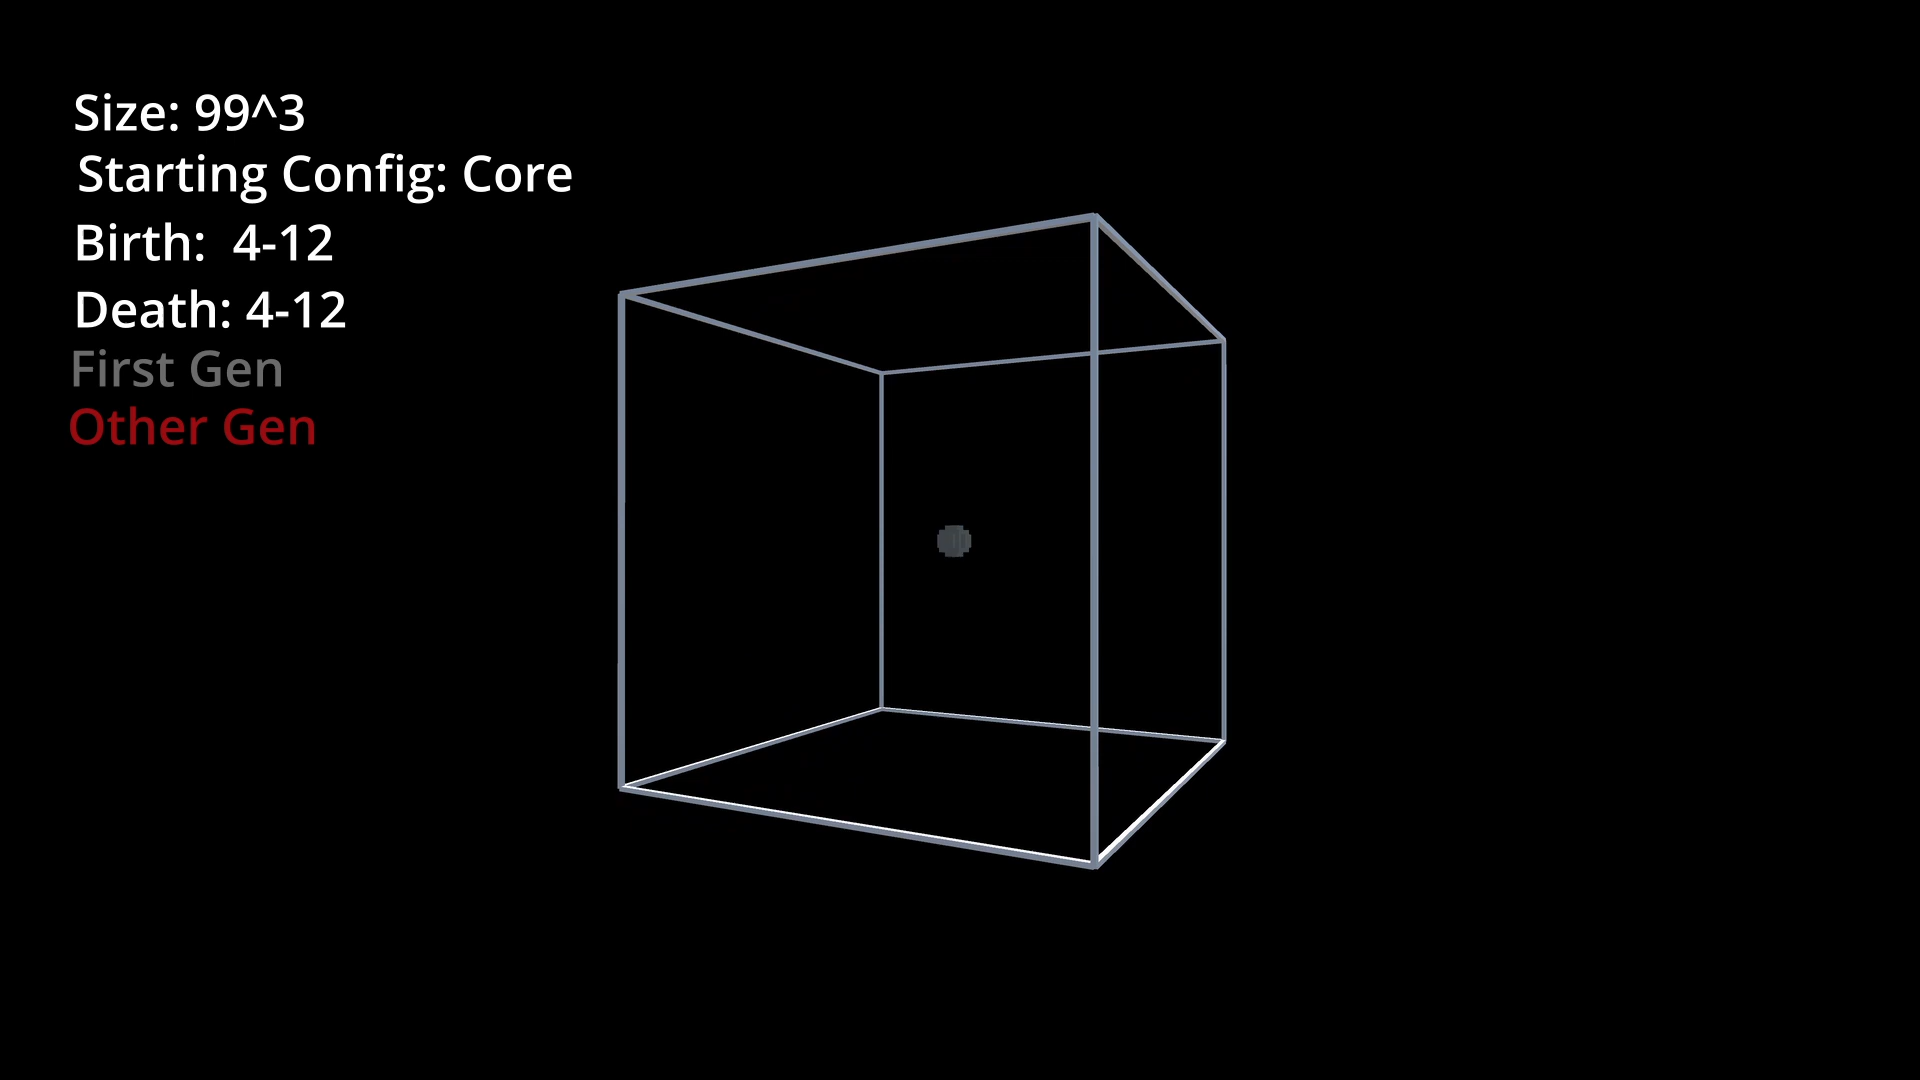 Size: 99^3
Starting Config: Core
Birth:  4-12
Death: 4-12
First Gen
Other Gen